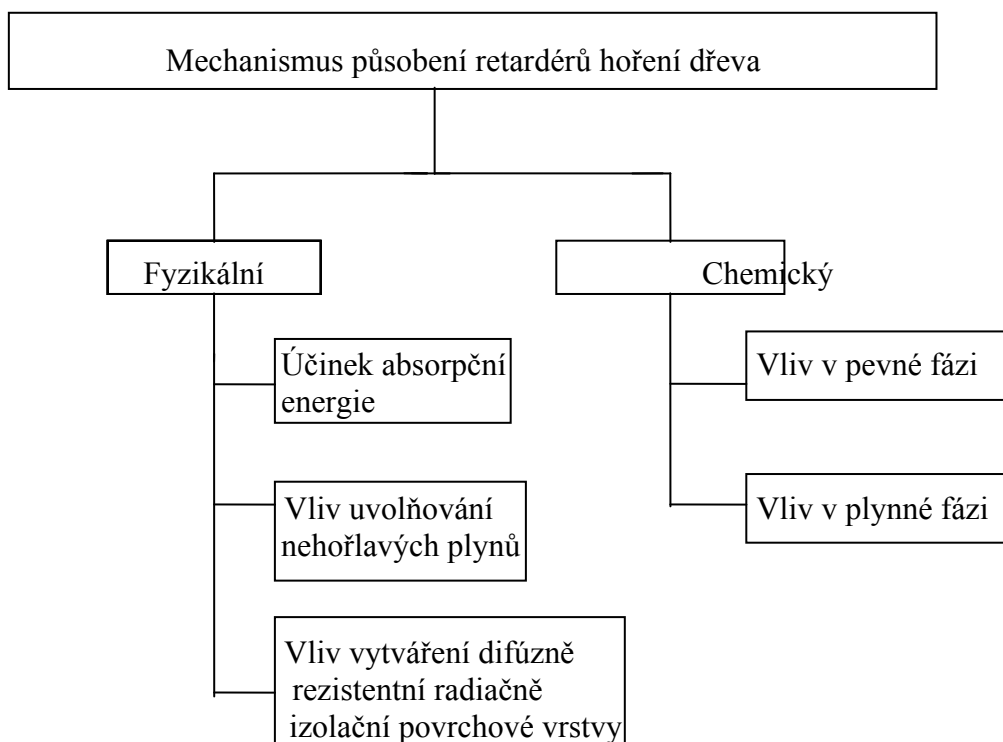 Mechanismus působení retardérů hoření dřeva
Fyzikální
Chemický
Účinek absorpční
energie
Vliv uvolňování
nehořlavých plynů
Vliv vytváření difúzně
rezistentní radiačně
izolační povrchové vrstvy
Vliv v pevné fázi
Vliv v plynné fázi